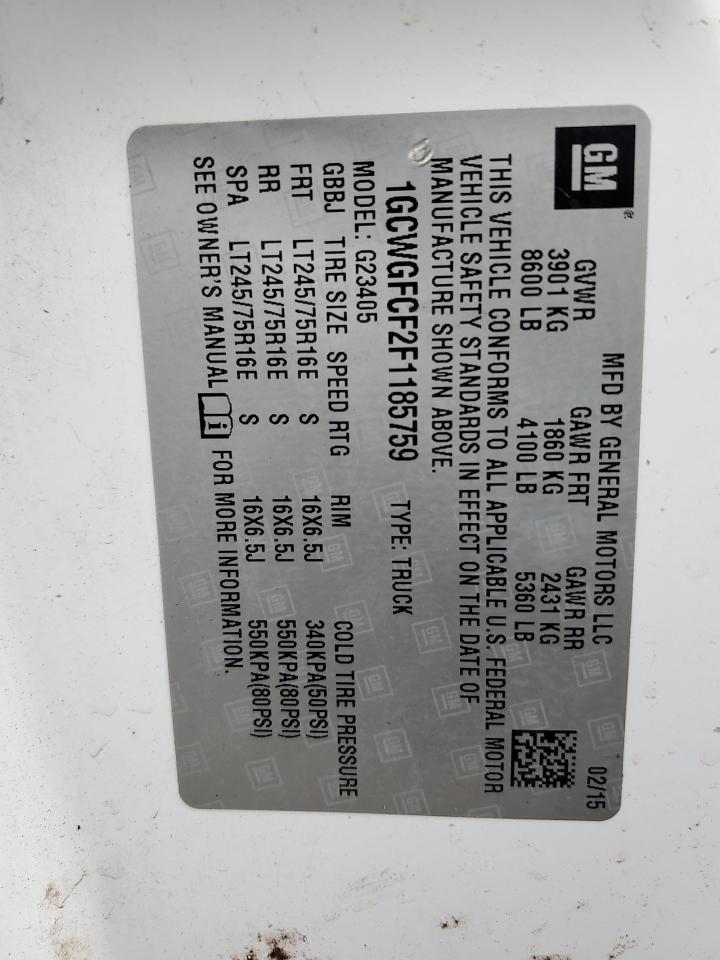 GM ®
MFD BY GENERAL MOTORS LLC 02/15
GVWR GAWR FRT GAWR RR
3901 KG 1860 KG 2431 KG
8600 LB 4100 LB 5360 LB
THIS VEHICLE CONFORMS TO ALL APPLICABLE U.S. FEDERAL MOTOR
VEHICLE SAFETY STANDARDS IN EFFECT ON THE DATE OF
MANUFACTURE SHOWN ABOVE.
1GCWGFCF2F1185759 TYPE: TRUCK
MODEL: G23405
GBBJ TIRE SIZE SPEED RTG RIM COLD TIRE PRESSURE
FRT LT245/75R16E S 16X6.5J 340KPA(50PSI)
RR LT245/75R16E S 16X6.5J 550KPA(80PSI)
SPA LT245/75R16E S 16X6.5J 550KPA(80PSI)
SEE OWNER'S MANUAL FOR MORE INFORMATION.